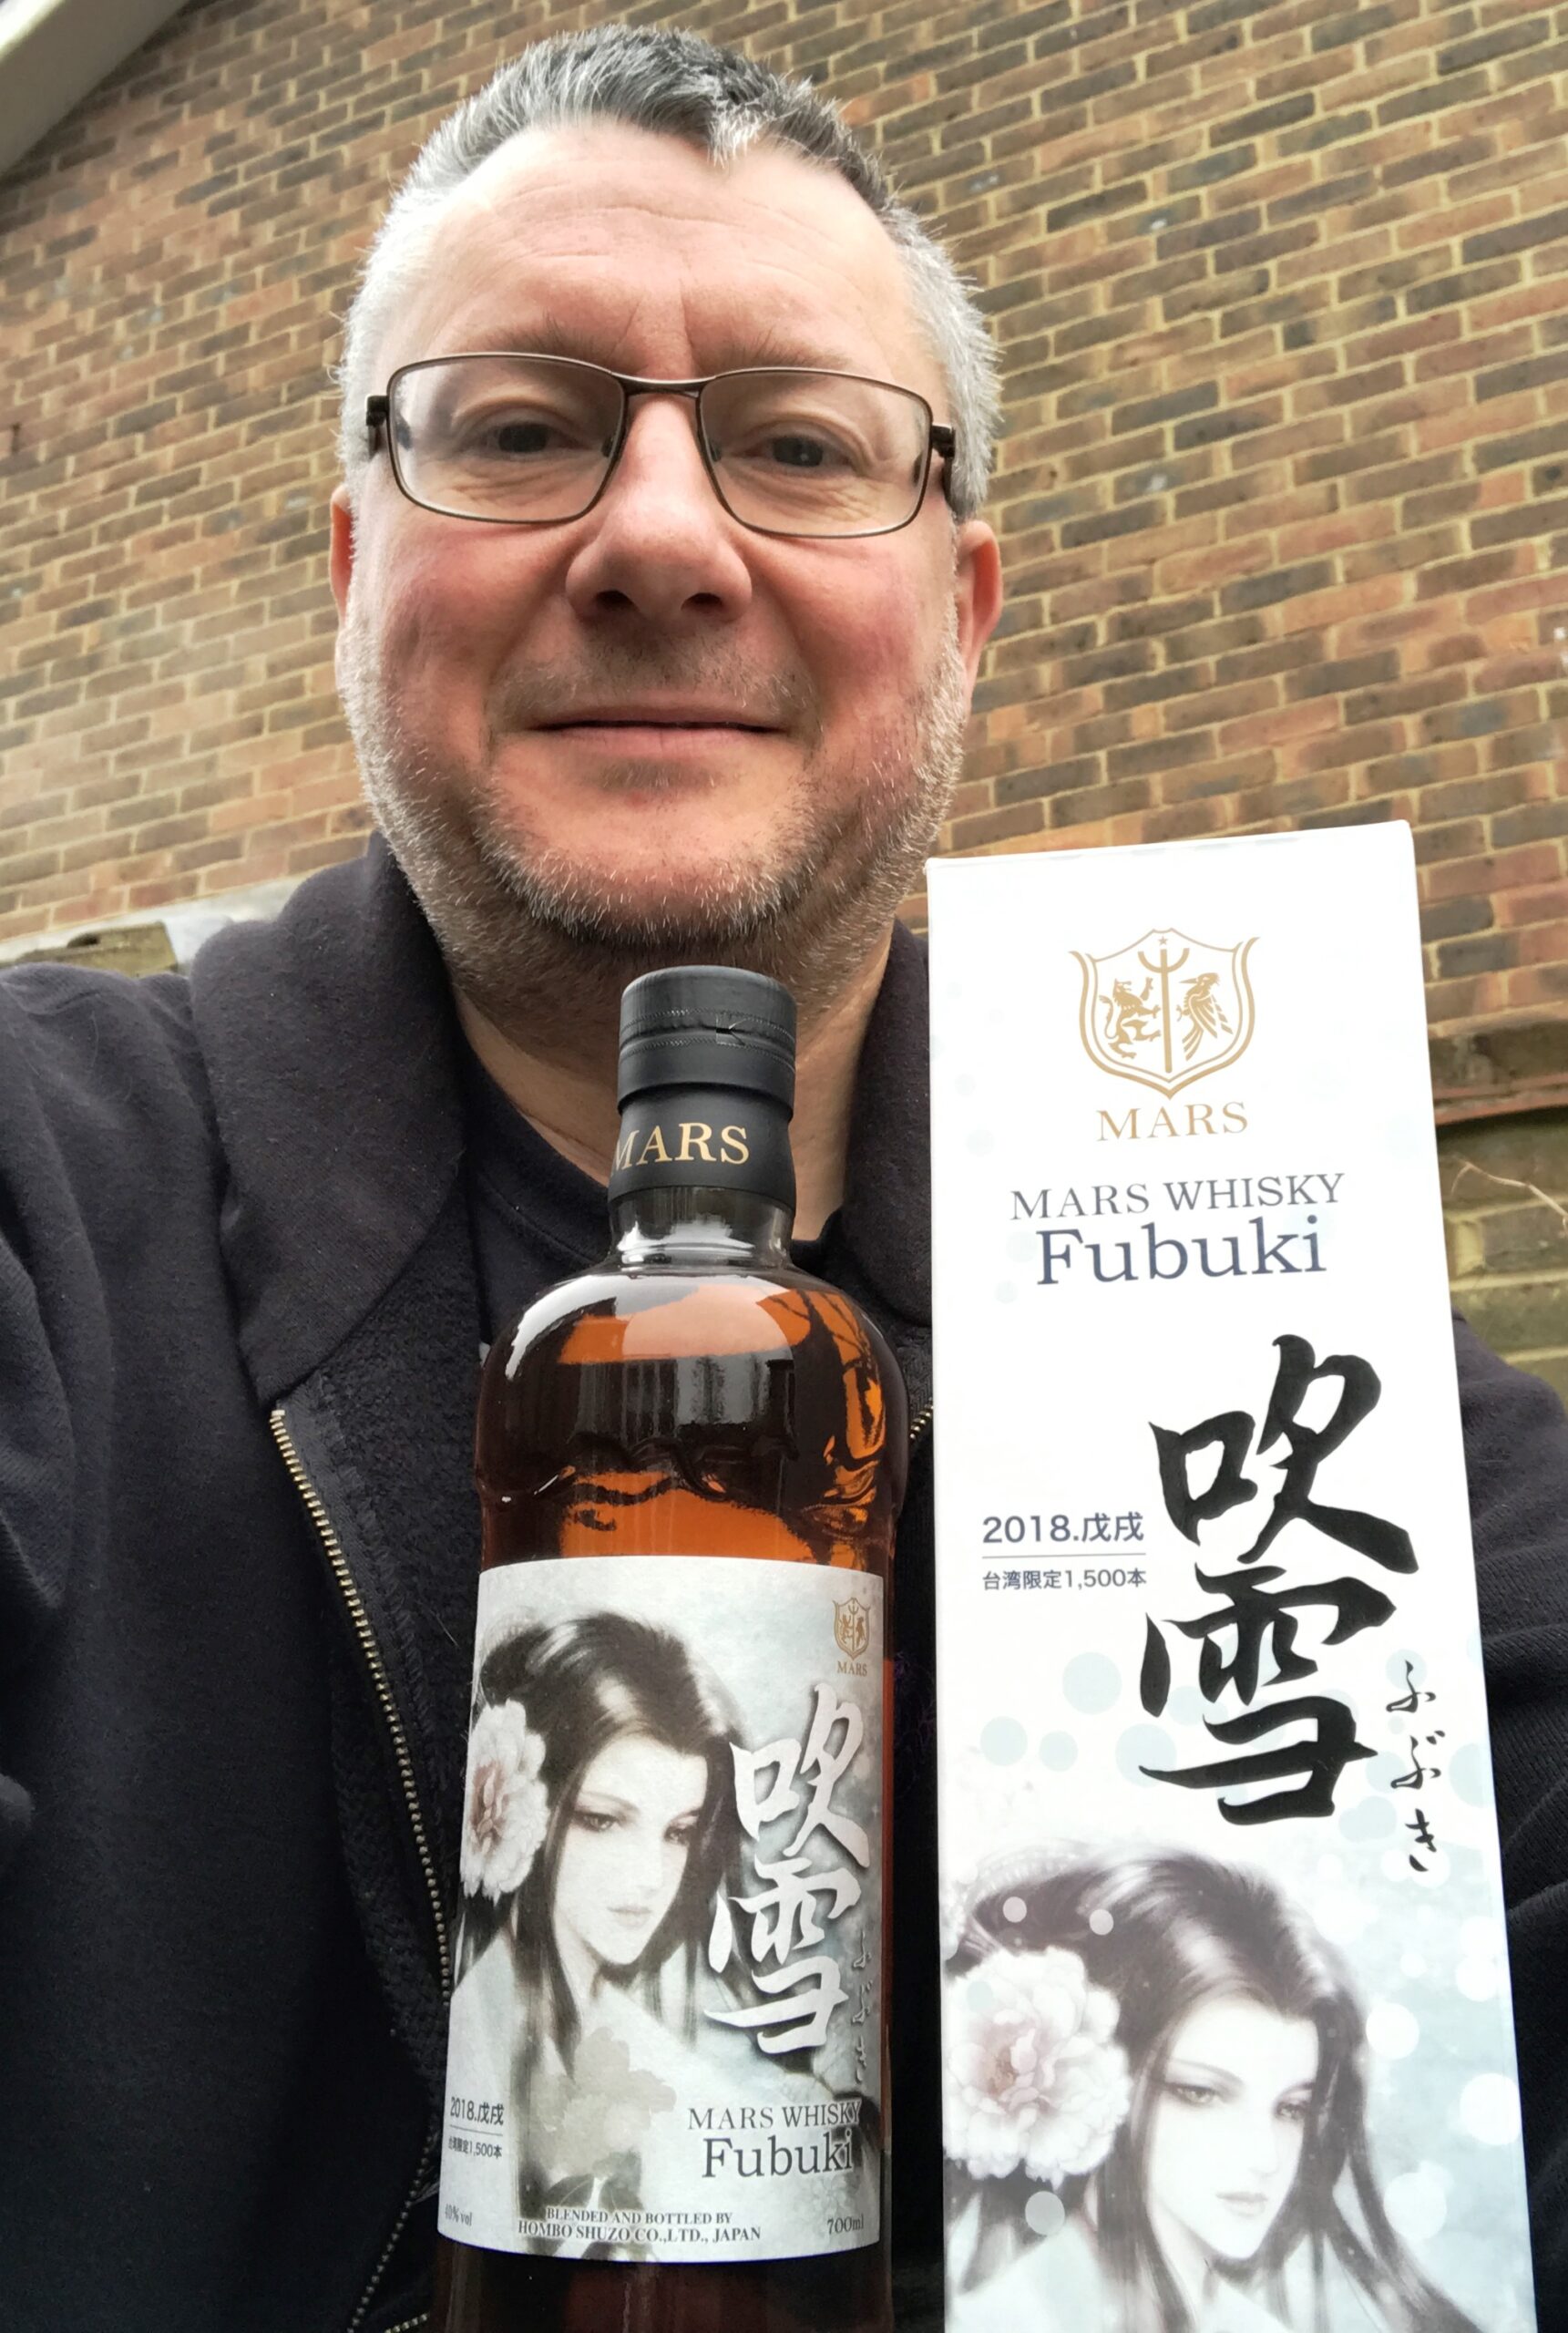 MARS
MARS WHISKY
Fubuki
吹雪
ふぶき
2018.戊戌
台湾限定1,500本
MARS
MARS
吹雪
ふぶき
2018.戊戌
台湾限定1,500本
MARS WHISKY
Fubuki
40% vol
BLENDED AND BOTTLED BY
HOMBO SHUZO CO.,LTD., JAPAN
700ml